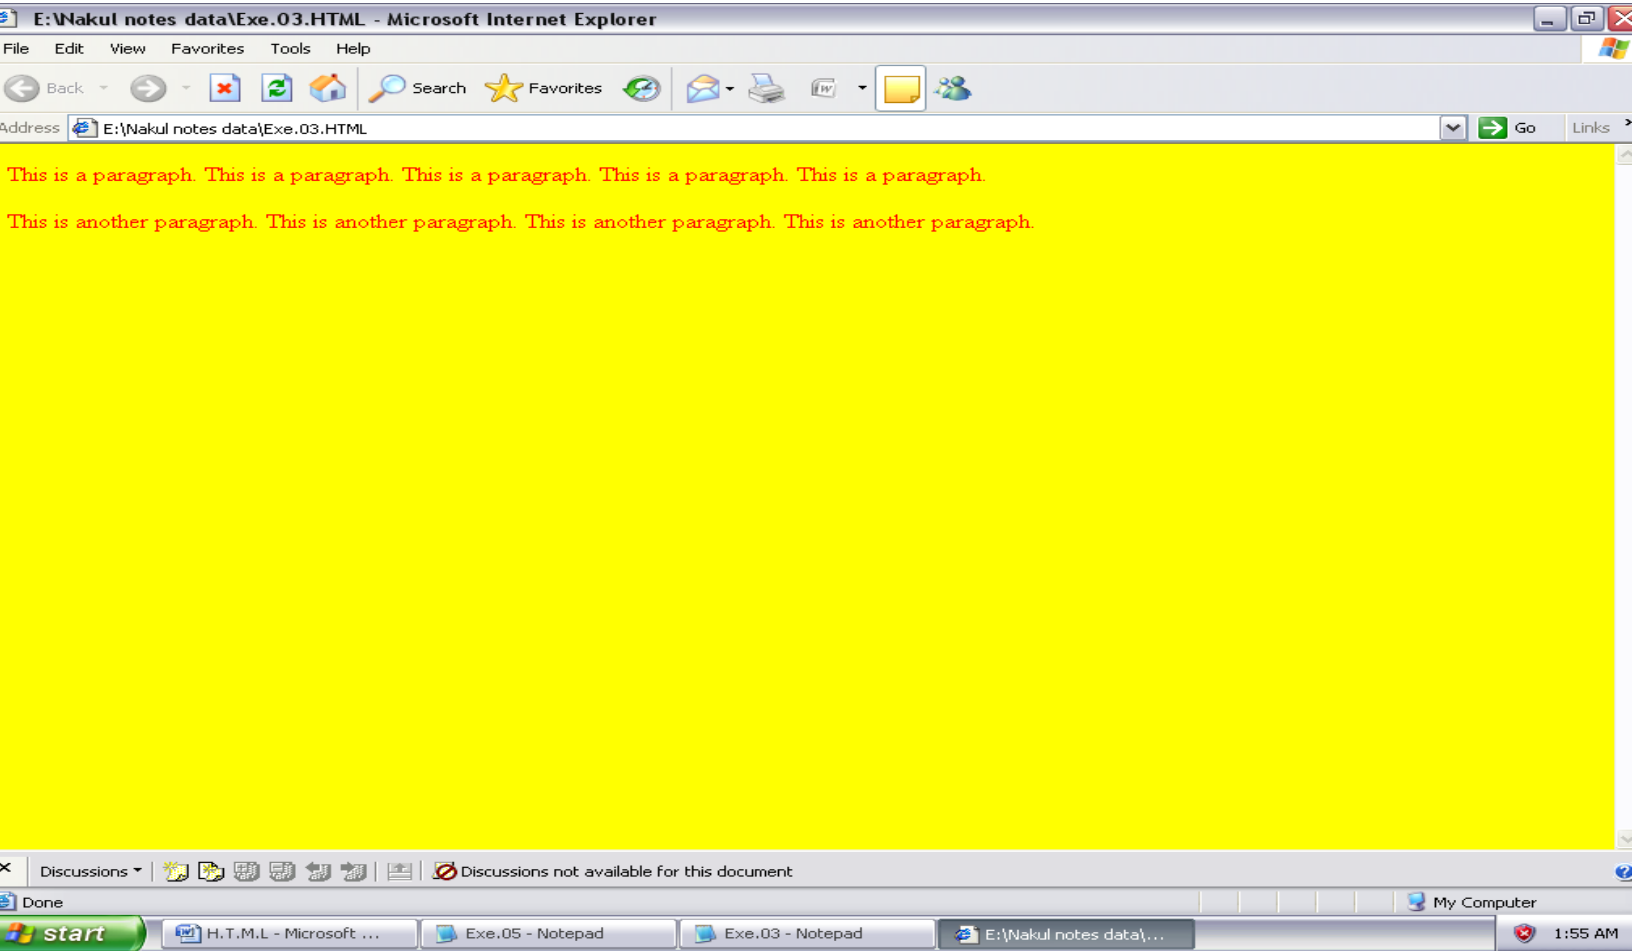 E:\Nakul notes data\Exe.03.HTML - Microsoft Internet Explorer
File Edit View Favorites Tools Help
Back Search Favorites
Address E:\Nakul notes data\Exe.03.HTML Go Links
This is a paragraph. This is a paragraph. This is a paragraph. This is a paragraph. This is a paragraph.
This is another paragraph. This is another paragraph. This is another paragraph. This is another paragraph.
Discussions Discussions not available for this document
Done My Computer
start H.T.M.L - Microsoft ... Exe.05 - Notepad Exe.03 - Notepad E:\Nakul notes data\... 1:55 AM